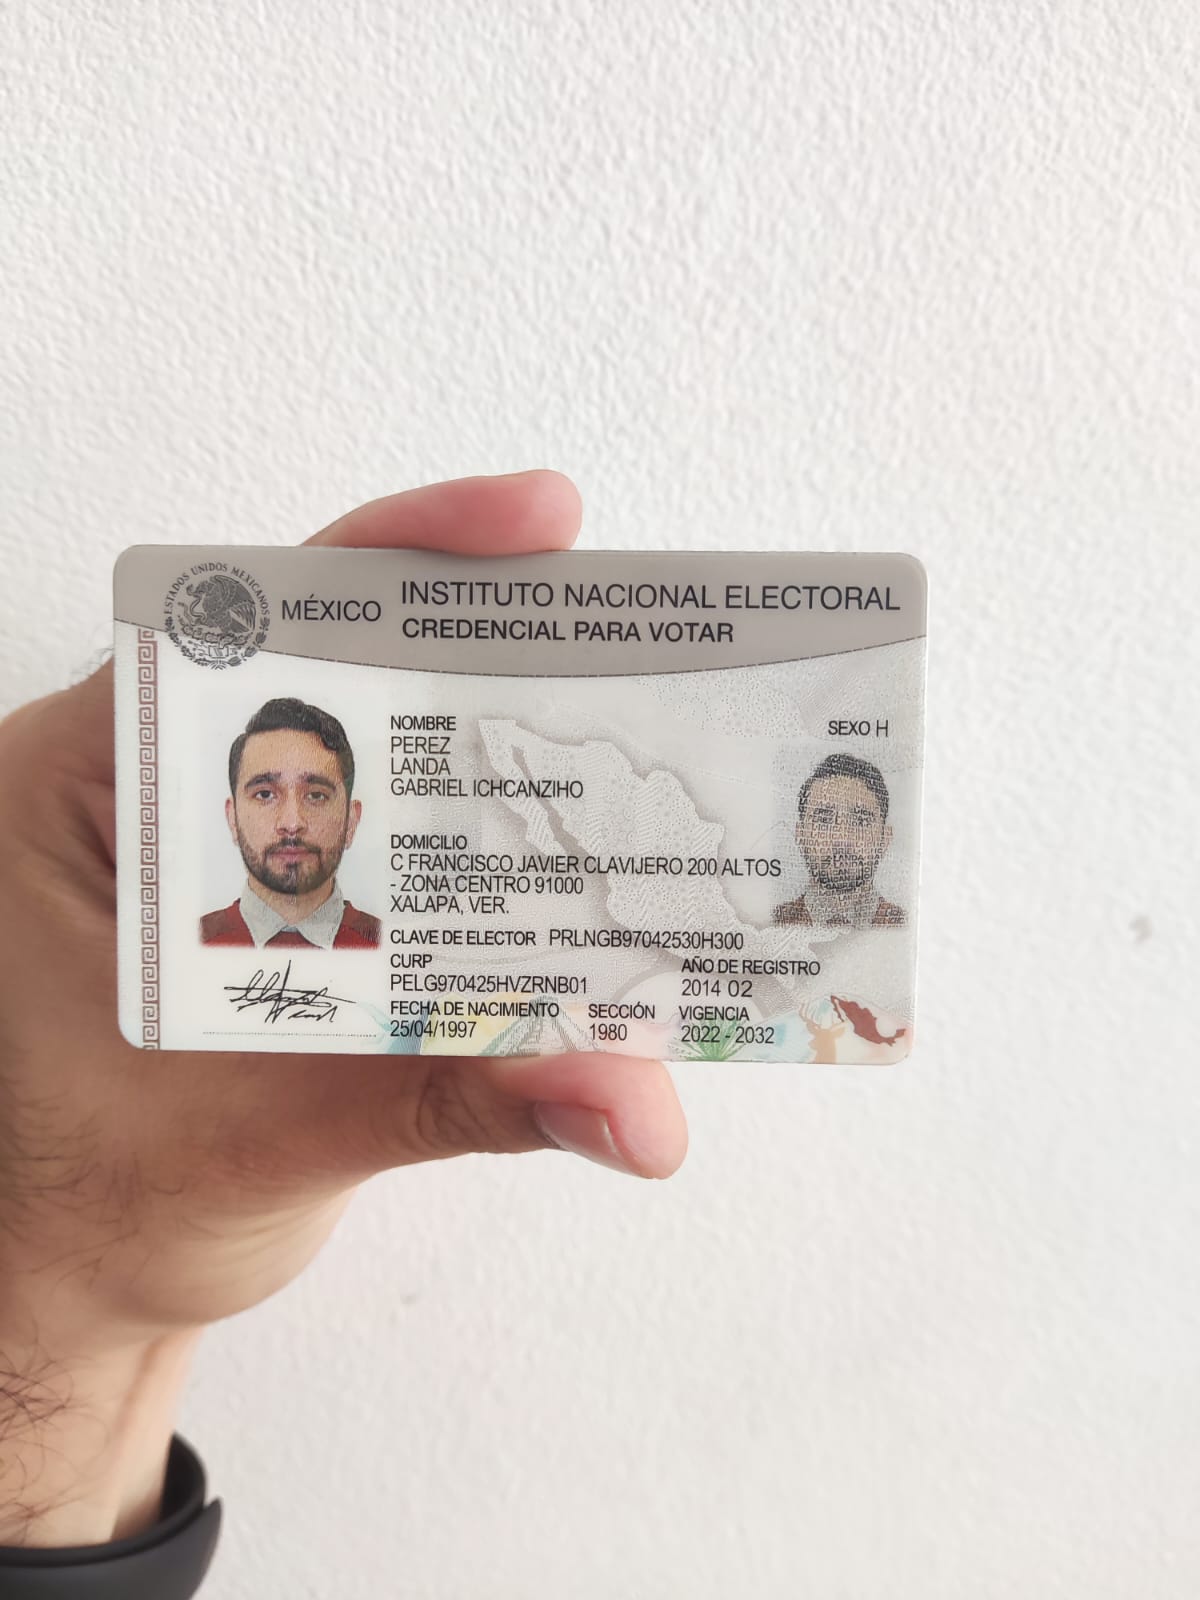 ESTADOS UNIDOS MEXICANOS
MÉXICO
INSTITUTO NACIONAL ELECTORAL
CREDENCIAL PARA VOTAR
NOMBRE
PEREZ
LANDA
GABRIEL ICHCANZIHO
SEXO H
DOMICILIO
C FRANCISCO JAVIER CLAVIJERO 200 ALTOS
- ZONA CENTRO 91000
XALAPA, VER.
CLAVE DE ELECTOR PRLNGB97042530H300
CURP
PELG970425HVZRNB01
AÑO DE REGISTRO
2014 02
FECHA DE NACIMIENTO
25/04/1997
SECCIÓN
1980
VIGENCIA
2022 - 2032